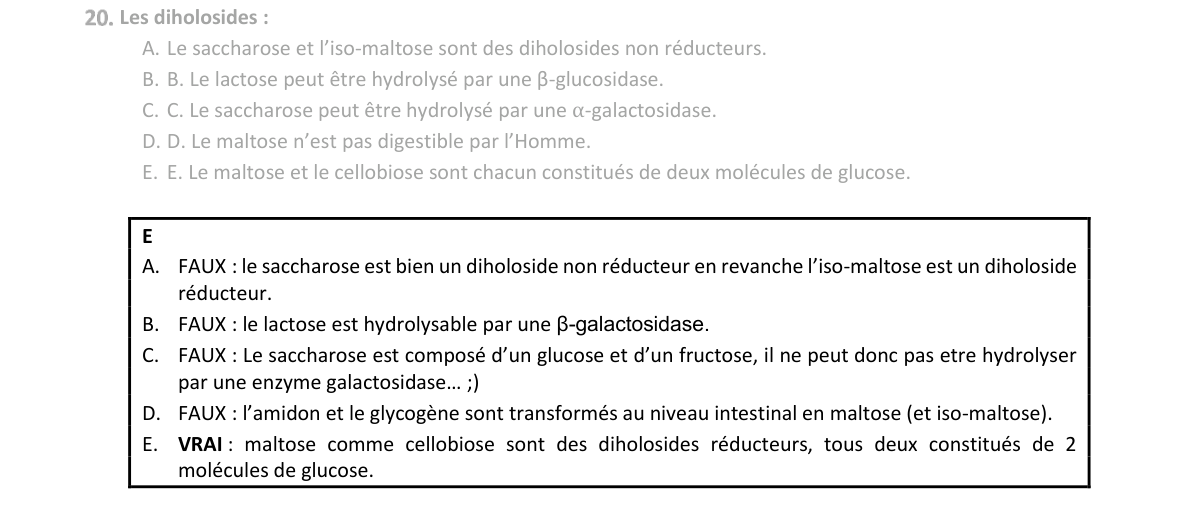 20. Les diholosides :
A. Le saccharose et l’iso-maltose sont des diholosides non réducteurs.
B. B. Le lactose peut être hydrolysé par une β-glucosidase.
C. C. Le saccharose peut être hydrolysé par une α-galactosidase.
D. D. Le maltose n’est pas digestible par l’Homme.
E. E. Le maltose et le cellobiose sont chacun constitués de deux molécules de glucose.
E
A. FAUX : le saccharose est bien un diholoside non réducteur en revanche l’iso-maltose est un diholoside
réducteur.
B. FAUX : le lactose est hydrolysable par une β-galactosidase.
C. FAUX : Le saccharose est composé d’un glucose et d’un fructose, il ne peut donc pas etre hydrolyser
par une enzyme galactosidase... ;)
D. FAUX : l’amidon et le glycogène sont transformés au niveau intestinal en maltose (et iso-maltose).
E. VRAI : maltose comme cellobiose sont des diholosides réducteurs, tous deux constitués de 2
molécules de glucose.